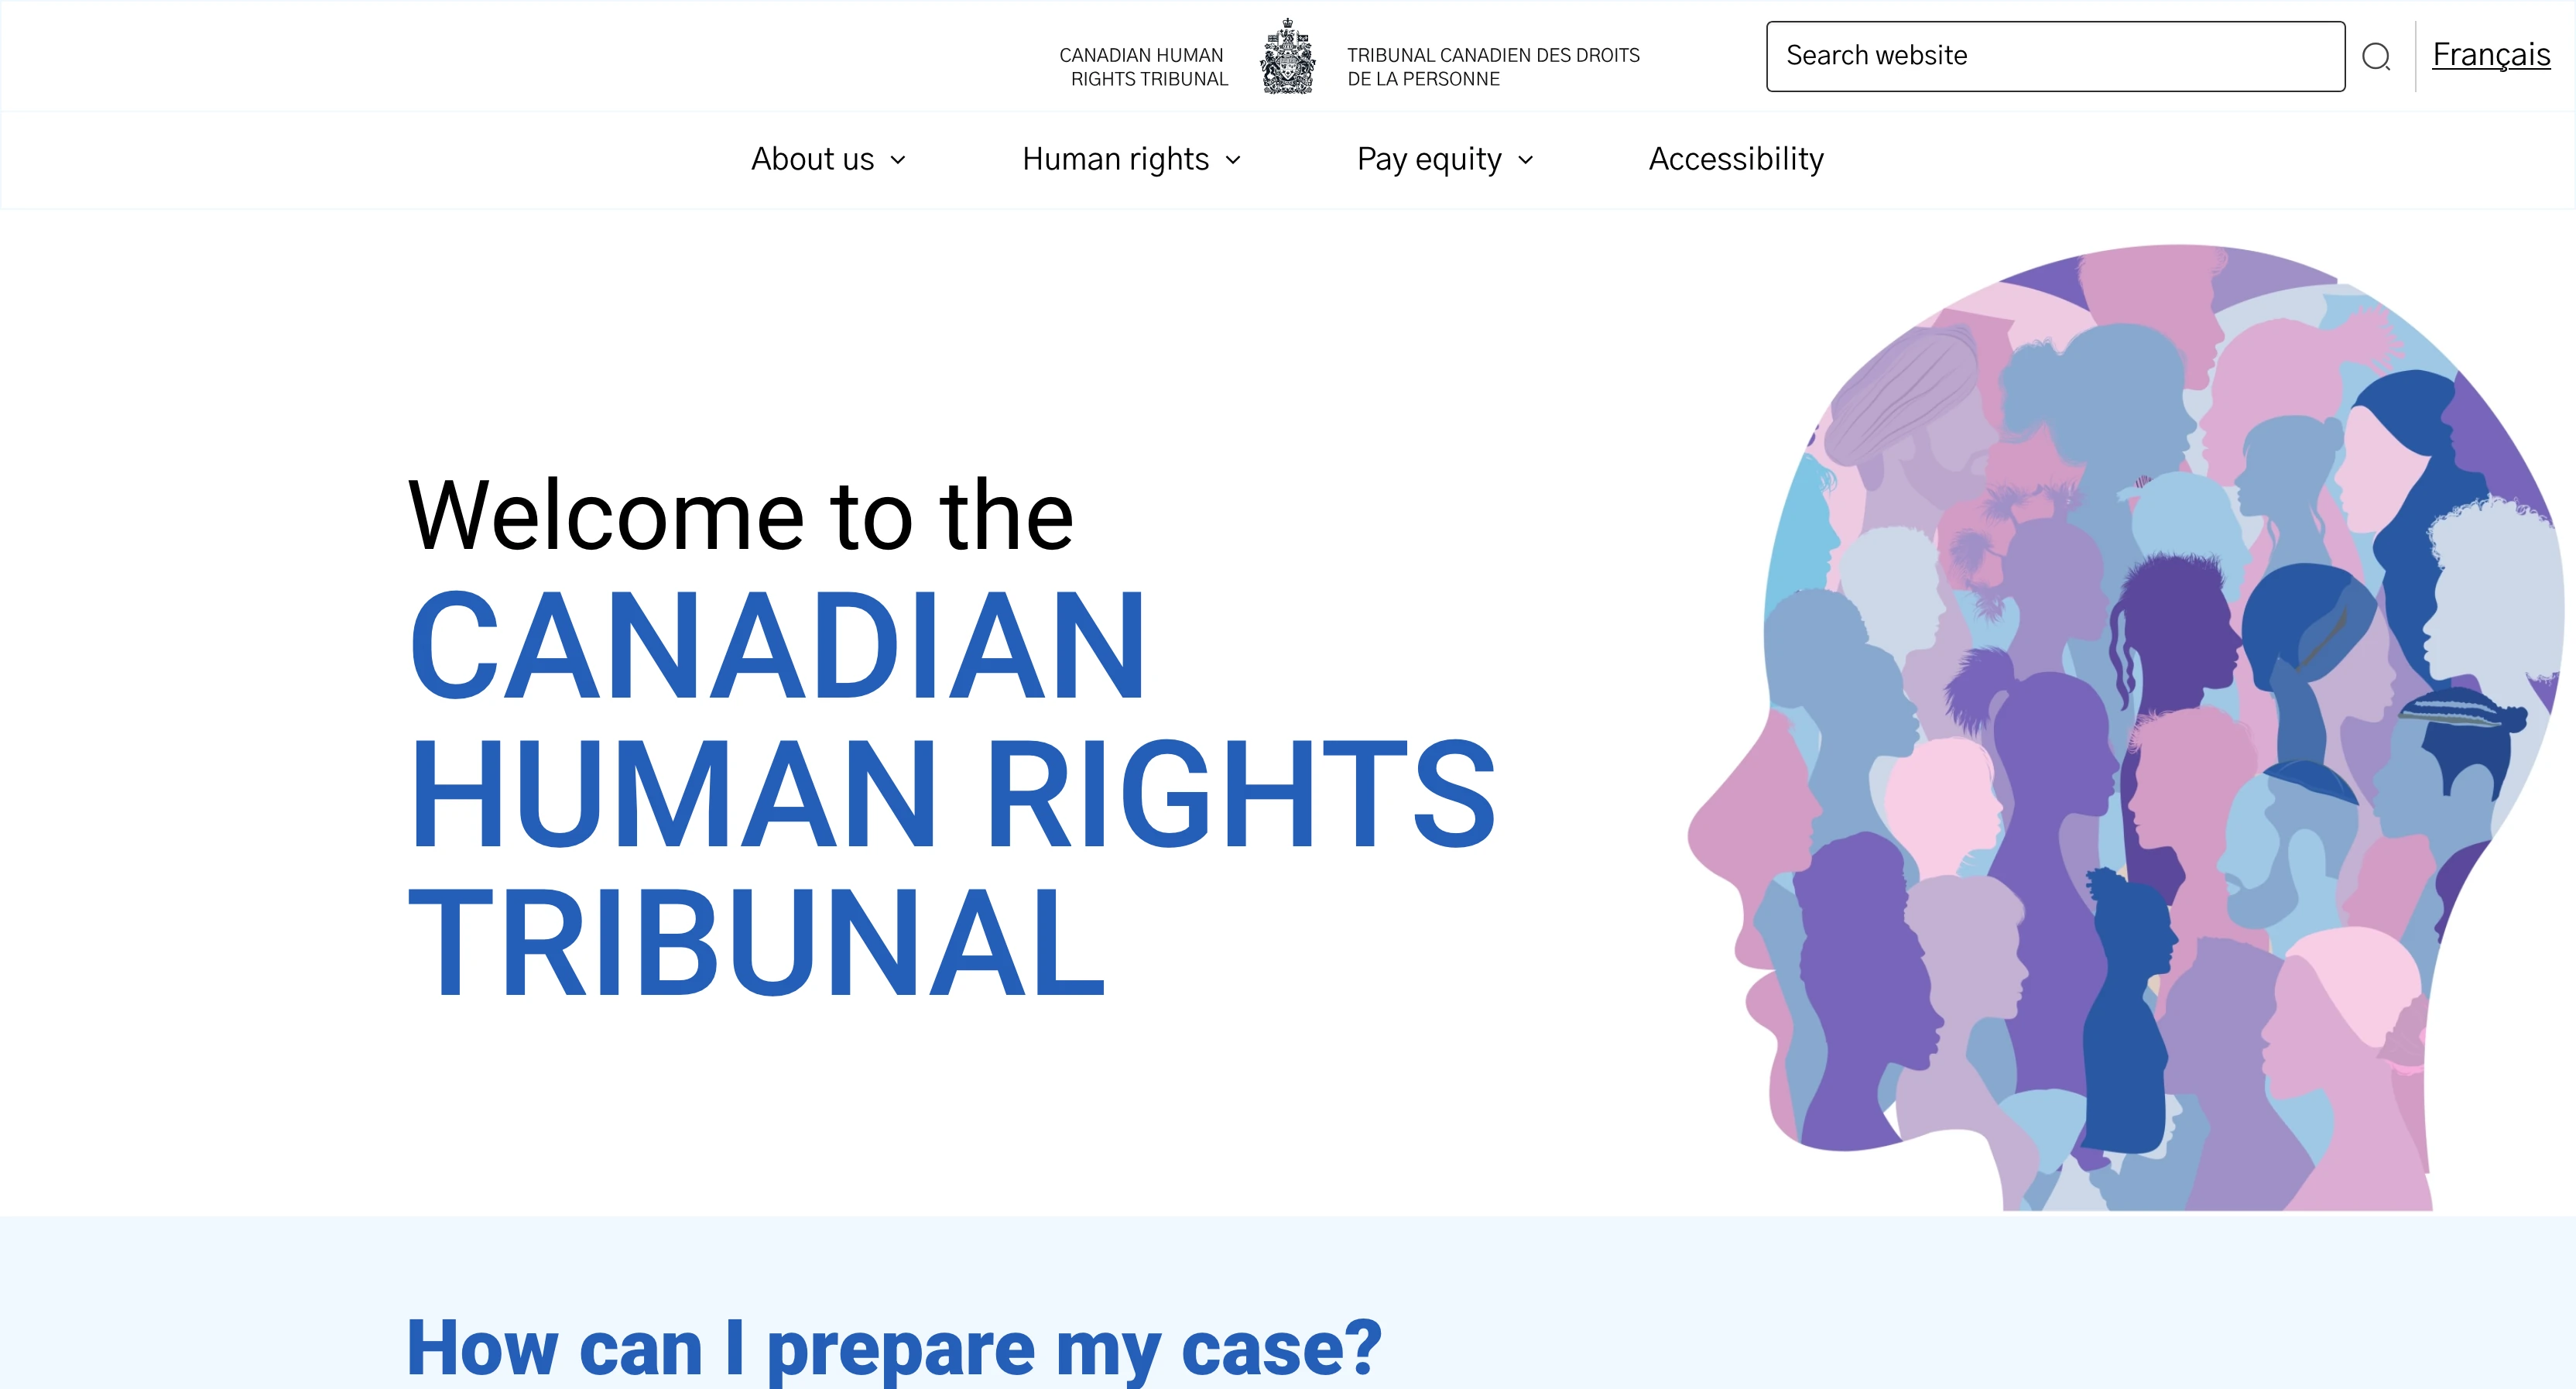 CANADIAN HUMAN
RIGHTS TRIBUNAL
TRIBUNAL CANADIEN DES DROITS
DE LA PERSONNE
Search website
Français
About us
Human rights
Pay equity
Accessibility
Welcome to the
CANADIAN
HUMAN RIGHTS
TRIBUNAL
How can I prepare my case?